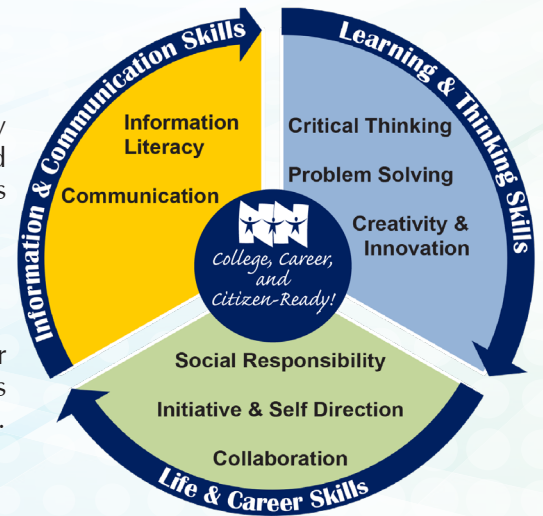 Information & Communication Skills
Learning & Thinking Skills
Information
Literacy
Communication
Critical Thinking
Problem Solving
Creativity &
Innovation
NN
College, Career,
and
Citizen-Ready!
Social Responsibility
Initiative & Self Direction
Collaboration
Life & Career Skills